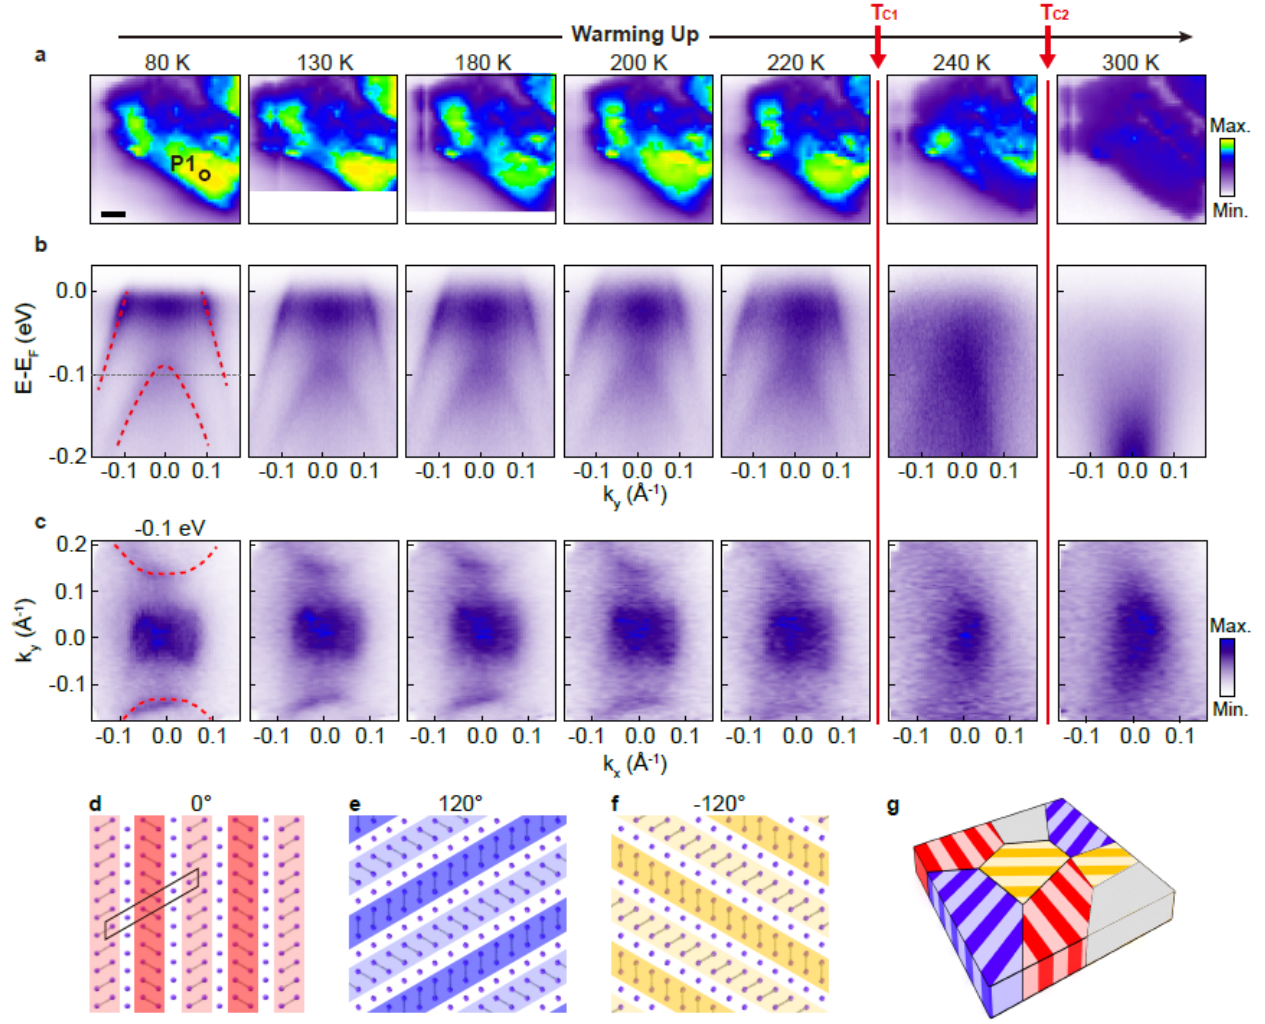 T_C1 T_C2
Warming Up
a
80 K 130 K 180 K 200 K 220 K 240 K 300 K
P1
Max.
Min.
b
E-E_F (eV)
0.0
-0.1
-0.2
-0.1 0.0 0.1 -0.1 0.0 0.1 -0.1 0.0 0.1 -0.1 0.0 0.1 -0.1 0.0 0.1 -0.1 0.0 0.1 -0.1 0.0 0.1
k_y (Å⁻¹)
c
-0.1 eV
k_y (Å⁻¹)
0.2
0.1
0.0
-0.1
Max.
Min.
-0.1 0.0 0.1 -0.1 0.0 0.1 -0.1 0.0 0.1 -0.1 0.0 0.1 -0.1 0.0 0.1 -0.1 0.0 0.1 -0.1 0.0 0.1
k_x (Å⁻¹)
d 0° e 120° f -120° g